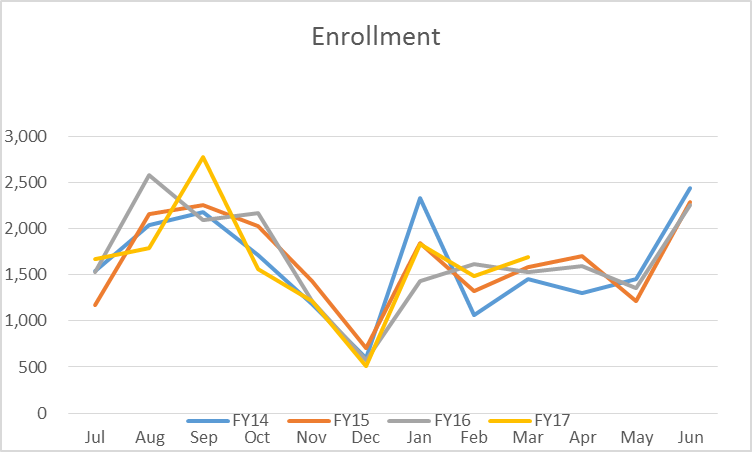 Enrollment
3,000
2,500
2,000
1,500
1,000
500
0
FY14 FY15 FY16 FY17
Jul Aug Sep Oct Nov Dec Jan Feb Mar Apr May Jun